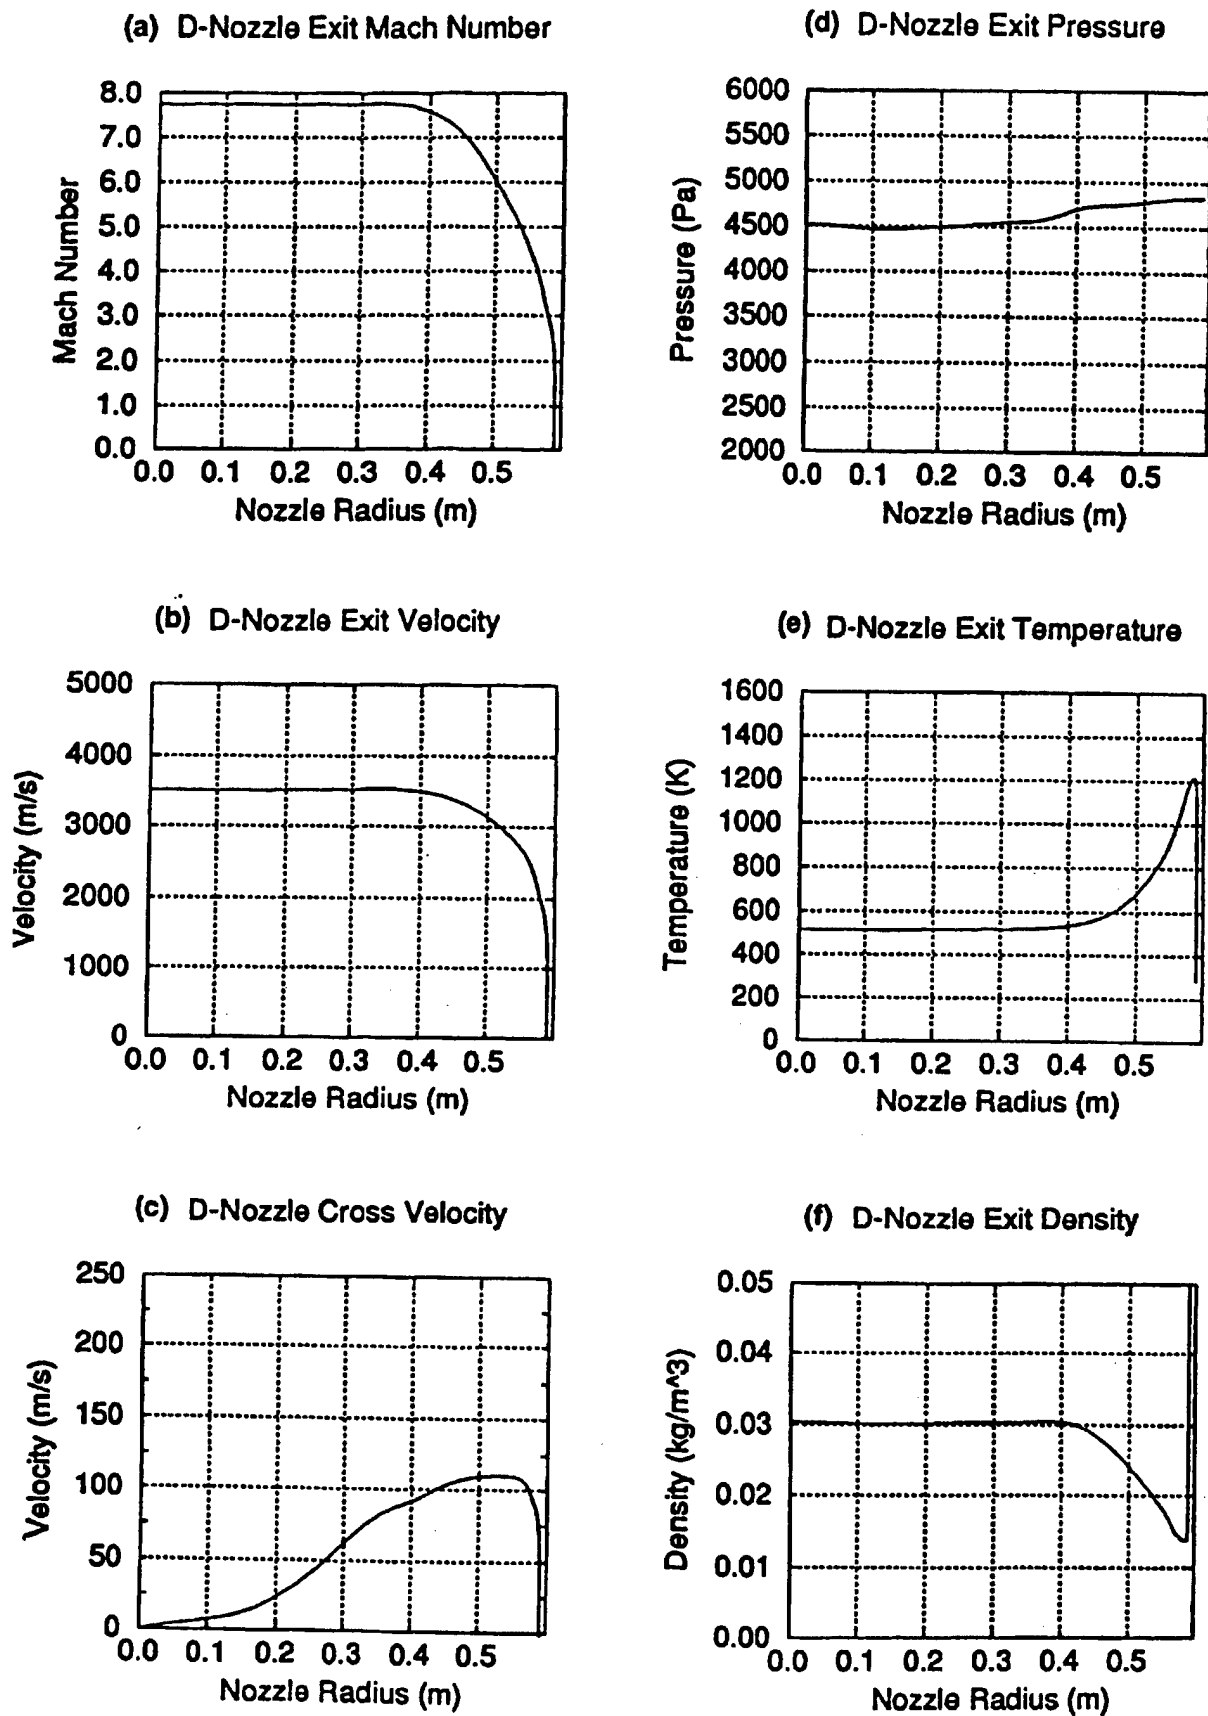 (a) D-Nozzle Exit Mach Number
8.0
7.0
6.0
5.0
4.0
3.0
2.0
1.0
0.0
Mach Number
0.0 0.1 0.2 0.3 0.4 0.5
Nozzle Radius (m)
(b) D-Nozzle Exit Velocity
5000
4000
3000
2000
1000
0
Velocity (m/s)
0.0 0.1 0.2 0.3 0.4 0.5
Nozzle Radius (m)
(c) D-Nozzle Cross Velocity
250
200
150
100
50
0
Velocity (m/s)
0.0 0.1 0.2 0.3 0.4 0.5
Nozzle Radius (m)
(d) D-Nozzle Exit Pressure
6000
5500
5000
4500
4000
3500
3000
2500
2000
Pressure (Pa)
0.0 0.1 0.2 0.3 0.4 0.5
Nozzle Radius (m)
(e) D-Nozzle Exit Temperature
1600
1400
1200
1000
800
600
400
200
0
Temperature (K)
0.0 0.1 0.2 0.3 0.4 0.5
Nozzle Radius (m)
(f) D-Nozzle Exit Density
0.05
0.04
0.03
0.02
0.01
0.00
Density (kg/m^3)
0.0 0.1 0.2 0.3 0.4 0.5
Nozzle Radius (m)